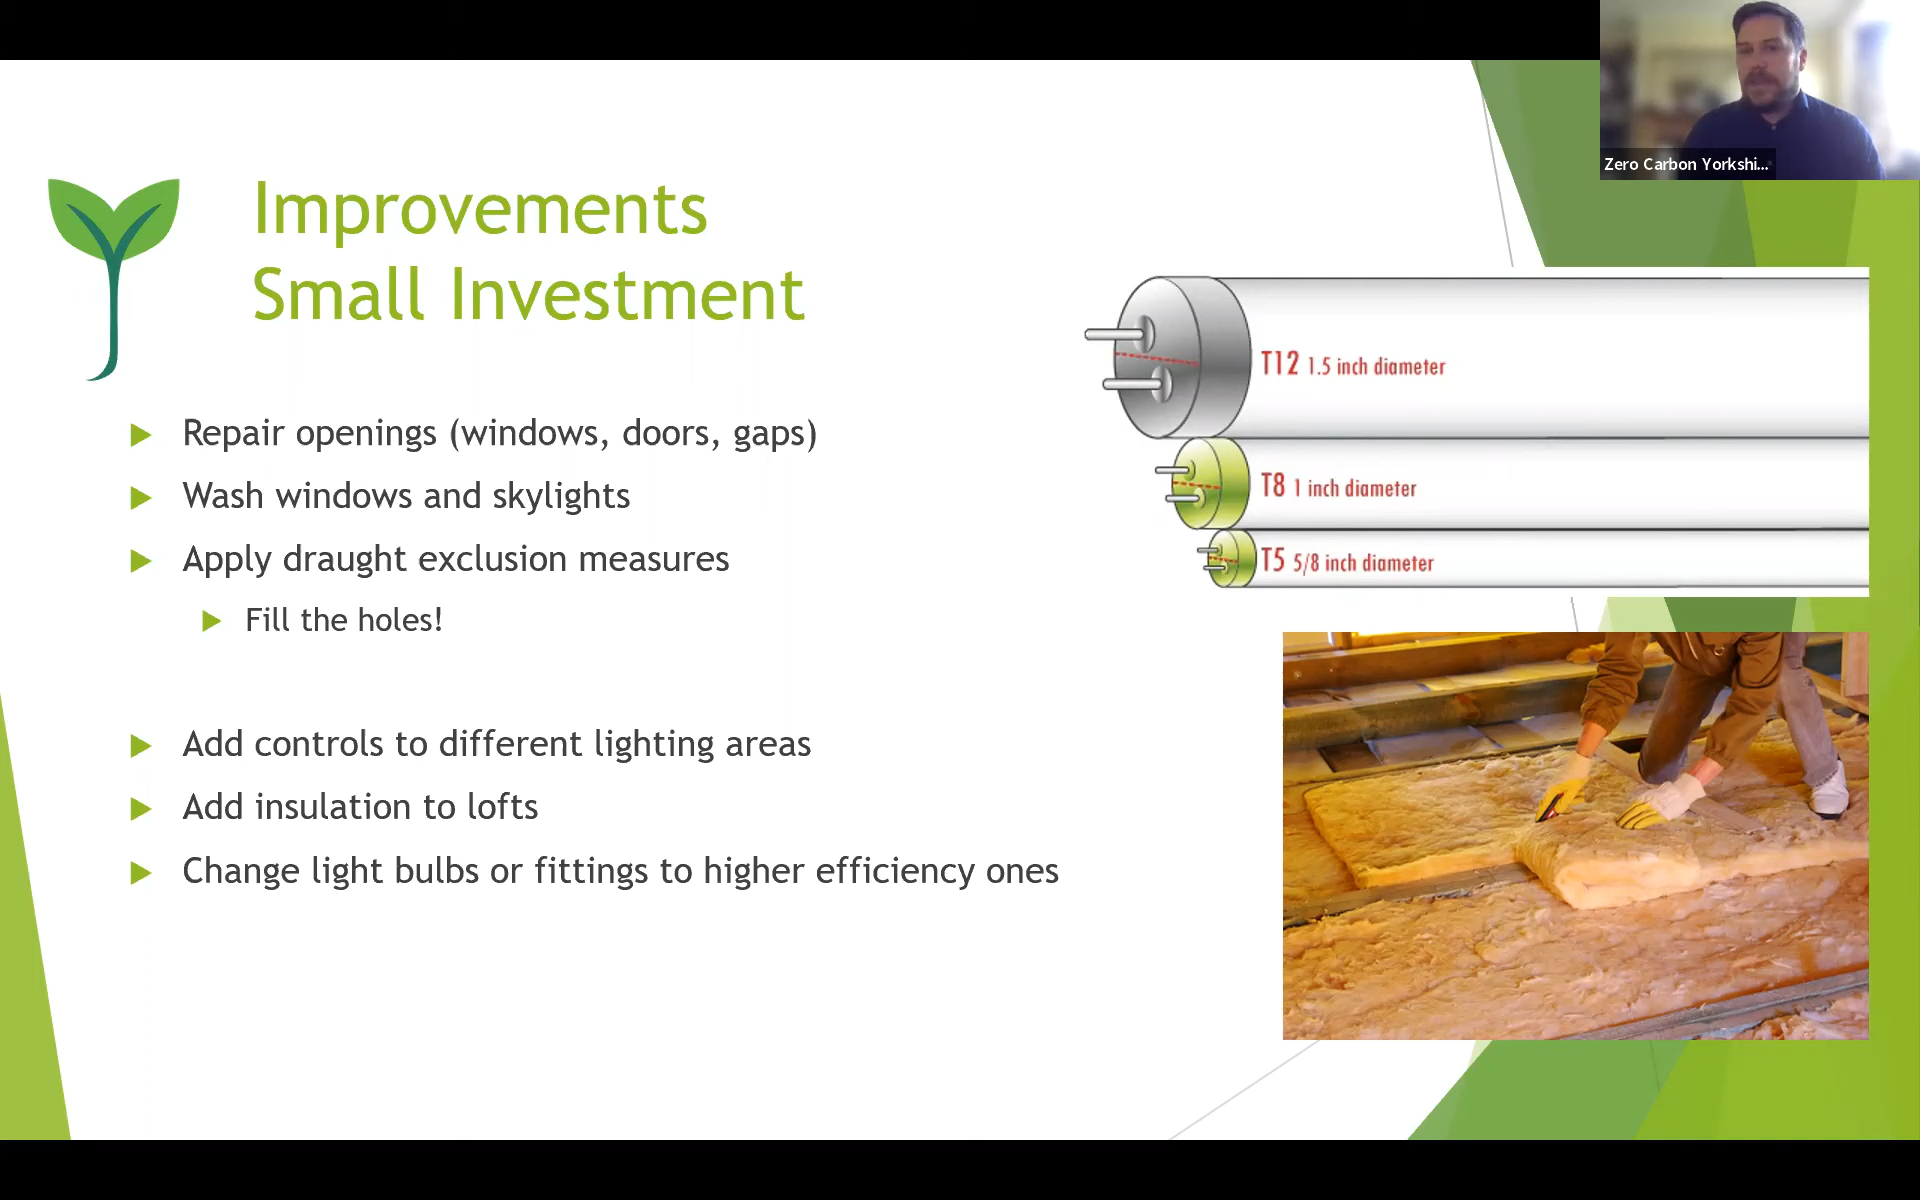 Zero Carbon Yorkshi...
Improvements
Small Investment
Repair openings (windows, doors, gaps)
Wash windows and skylights
Apply draught exclusion measures
Fill the holes!
Add controls to different lighting areas
Add insulation to lofts
Change light bulbs or fittings to higher efficiency ones
T12 1.5 inch diameter
T8 1 inch diameter
T5 5/8 inch diameter